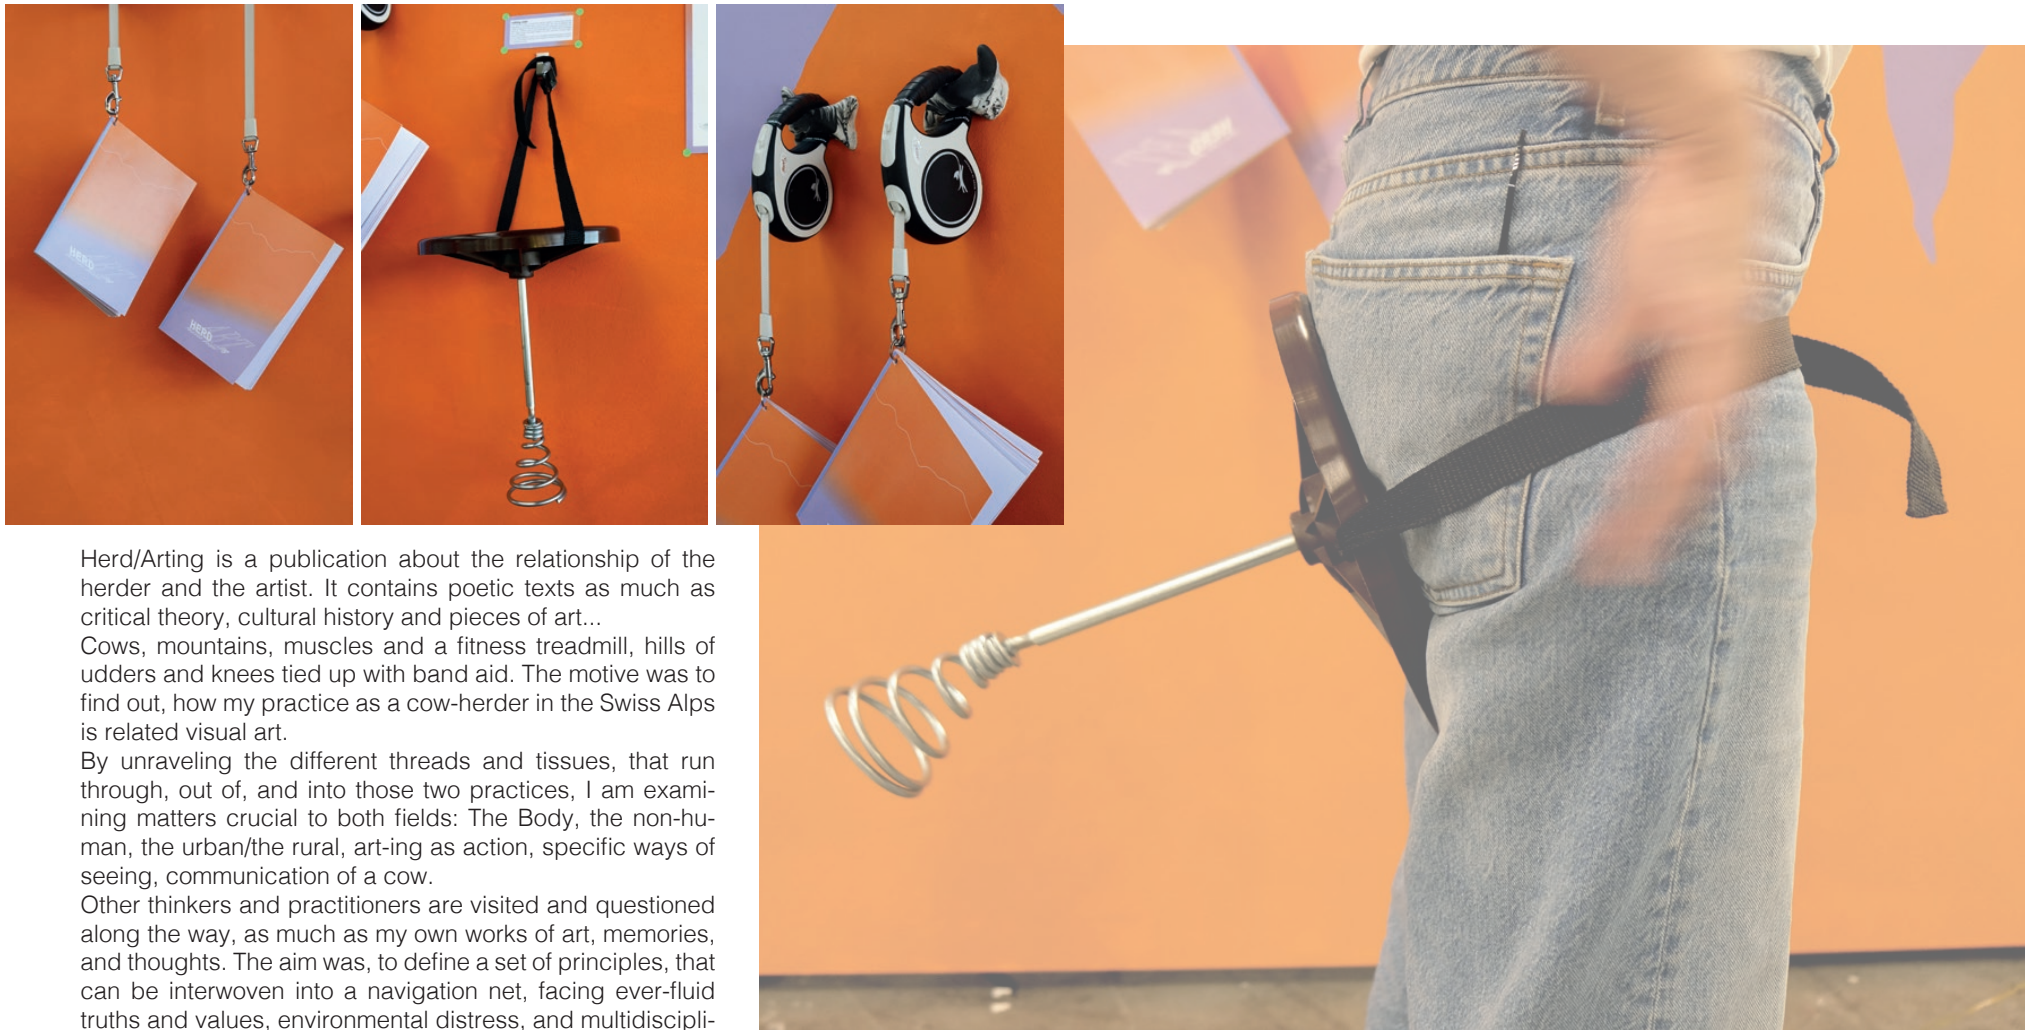 HERD
HERD
HERD
Herd/Arting is a publication about the relationship of the
herder and the artist. It contains poetic texts as much as
critical theory, cultural history and pieces of art...
Cows, mountains, muscles and a fitness treadmill, hills of
udders and knees tied up with band aid. The motive was to
find out, how my practice as a cow-herder in the Swiss Alps
is related visual art.
By unraveling the different threads and tissues, that run
through, out of, and into those two practices, I am exami-
ning matters crucial to both fields: The Body, the non-hu-
man, the urban/the rural, art-ing as action, specific ways of
seeing, communication of a cow.
Other thinkers and practitioners are visited and questioned
along the way, as much as my own works of art, memories,
and thoughts. The aim was, to define a set of principles, that
can be interwoven into a navigation net, facing ever-fluid
truths and values, environmental distress, and multidiscipli-